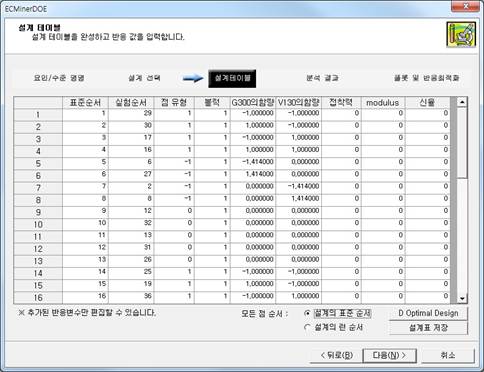 ECMinerDOE
설계 테이블
설계 테이블을 완성하고 반응 값을 입력합니다.
요인/수준 명명 설계 선택 설계테이블 분석 결과 플롯 및 반응최적화
표준순서 실험순서 점 유형 블럭 G300의함량 V130의함량 접착력 modulus 신율
1 1 29 1 1 -1,000000 -1,000000 0 0 0
2 2 30 1 1 1,000000 -1,000000 0 0 0
3 3 17 1 1 -1,000000 1,000000 0 0 0
4 4 16 1 1 1,000000 1,000000 0 0 0
5 5 6 -1 1 -1,414000 0,000000 0 0 0
6 6 27 -1 1 1,414000 0,000000 0 0 0
7 7 2 -1 1 0,000000 -1,414000 0 0 0
8 8 8 -1 1 0,000000 1,414000 0 0 0
9 9 12 0 1 0,000000 0,000000 0 0 0
10 10 32 0 1 0,000000 0,000000 0 0 0
11 11 13 0 1 0,000000 0,000000 0 0 0
12 12 31 0 1 0,000000 0,000000 0 0 0
13 13 26 0 1 0,000000 0,000000 0 0 0
14 14 25 1 1 -1,000000 -1,000000 0 0 0
15 15 19 1 1 1,000000 -1,000000 0 0 0
16 16 36 1 1 -1,000000 1,000000 0 0 0
※ 추가된 반응변수만 편집할 수 있습니다. 모든 점 순서 : 설계의 표준 순서 D Optimal Design
설계의 런 순서 설계표 저장
< 뒤로(B) 다음(N) > 취소